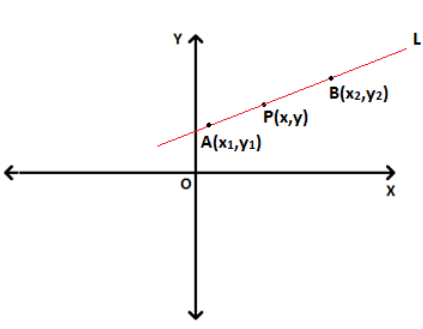 Y
L
B(x₂,y₂)
P(x,y)
A(x₁,y₁)
O
X